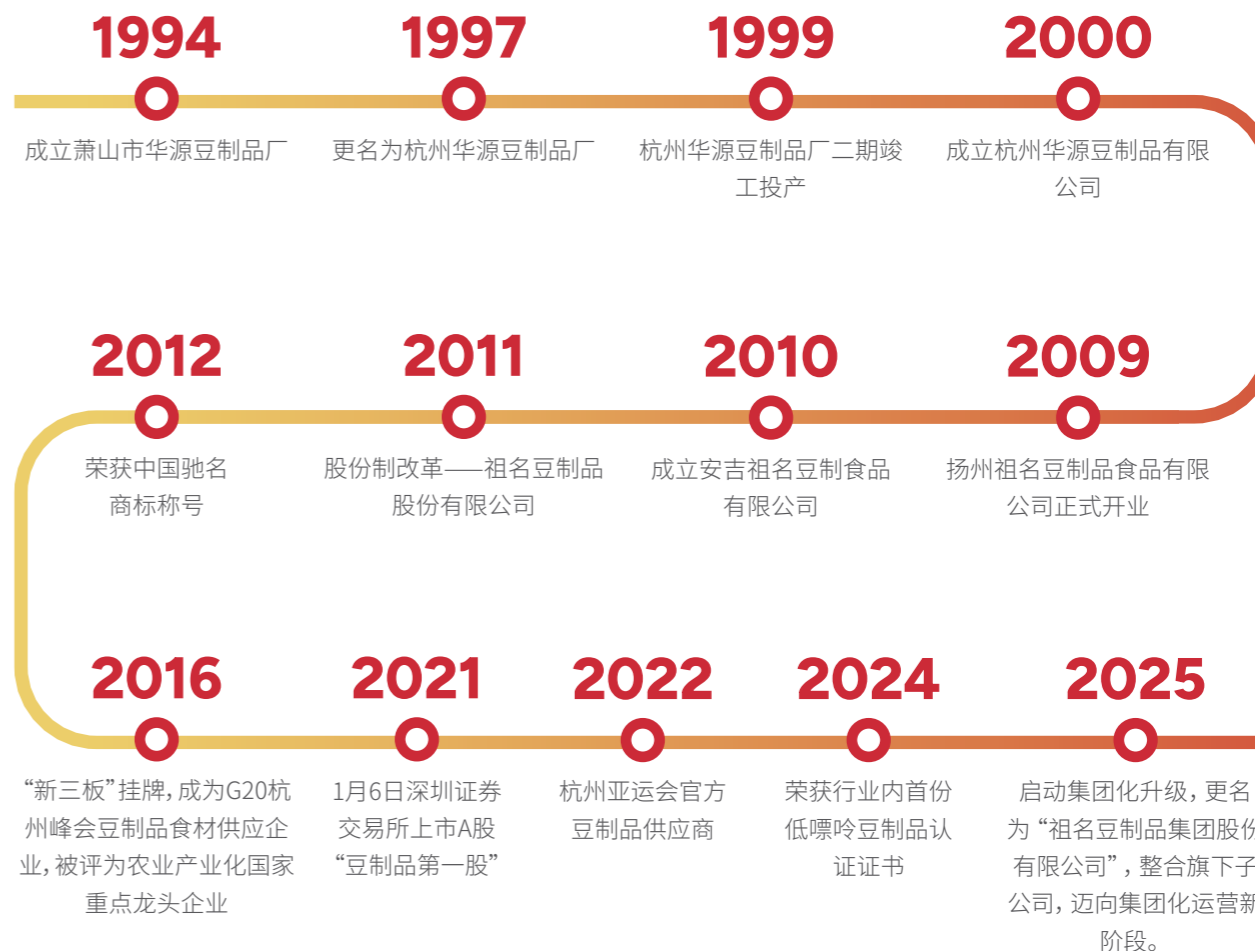 1994
成立萧山市华源豆制品厂
1997
更名为杭州华源豆制品厂
1999
杭州华源豆制品厂二期竣
工投产
2000
成立杭州华源豆制品有限
公司
2012
荣获中国驰名
商标称号
2011
股份制改革——祖名豆制品
股份有限公司
2010
成立安吉祖名豆制食品
有限公司
2009
扬州祖名豆制品食品有限
公司正式开业
2016
“新三板”挂牌,成为G20杭
州峰会豆制品食材供应企
业,被评为农业产业化国家
重点龙头企业
2021
1月6日深圳证券
交易所上市A股
“豆制品第一股”
2022
杭州亚运会官方
豆制品供应商
2024
荣获行业内首份
低嘌呤豆制品认
证证书
2025
启动集团化升级，更名
为“祖名豆制品集团股份
有限公司”，整合旗下子
公司，迈向集团化运营新
阶段。